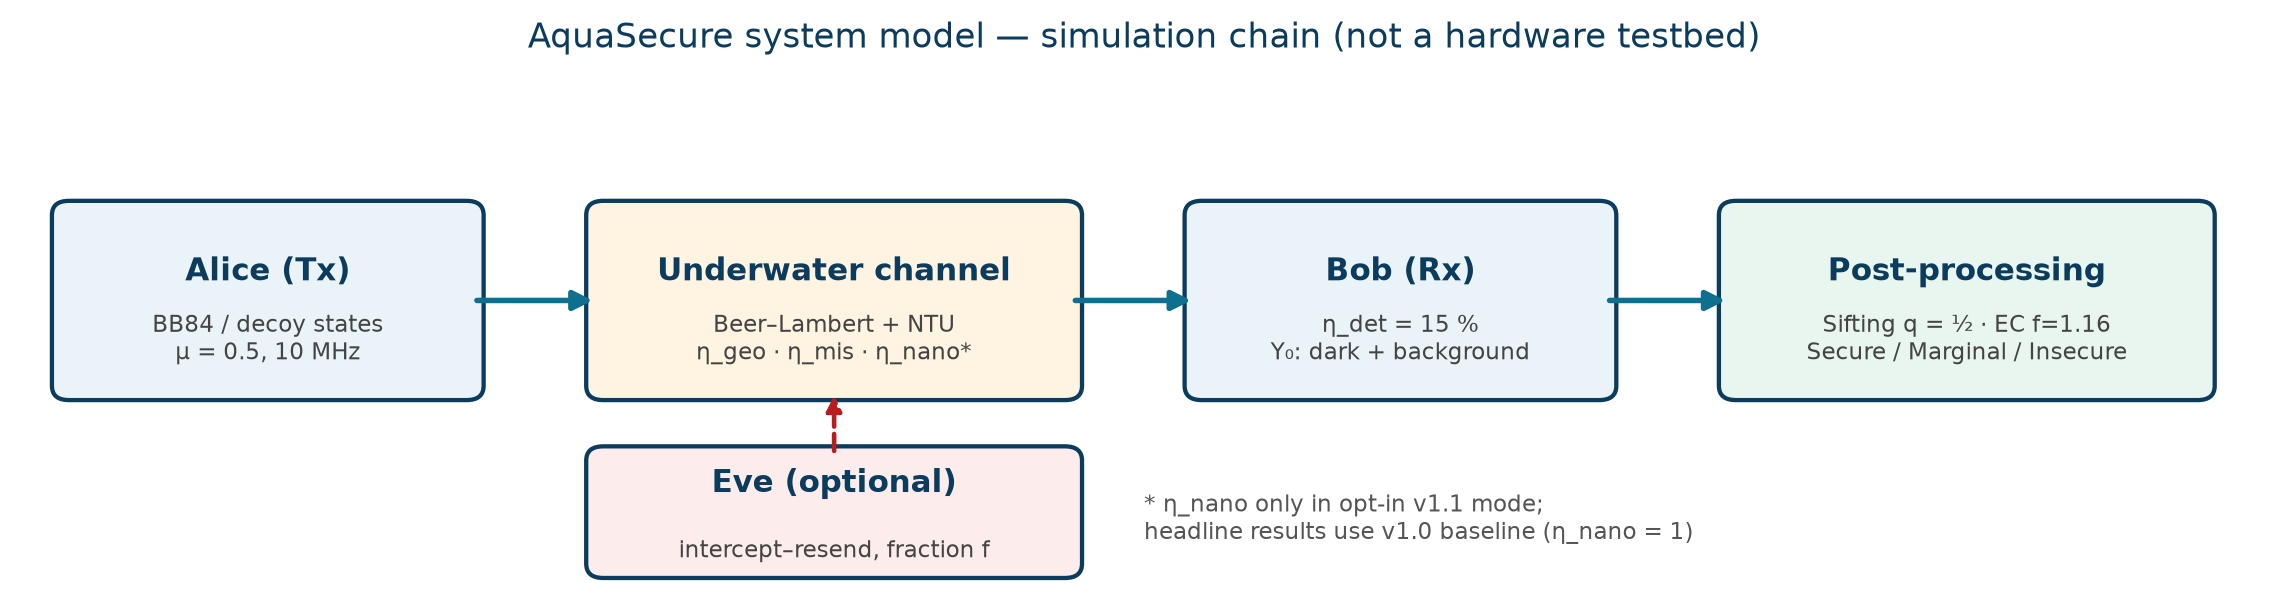 AquaSecure system model — simulation chain (not a hardware testbed)
Alice (Tx)
BB84 / decoy states
μ = 0.5, 10 MHz
Underwater channel
Beer–Lambert + NTU
η_geo · η_mis · η_nano*
Bob (Rx)
η_det = 15 %
Y₀: dark + background
Post-processing
Sifting q = ½ · EC f=1.16
Secure / Marginal / Insecure
Eve (optional)
intercept–resend, fraction f
* η_nano only in opt-in v1.1 mode;
headline results use v1.0 baseline (η_nano = 1)